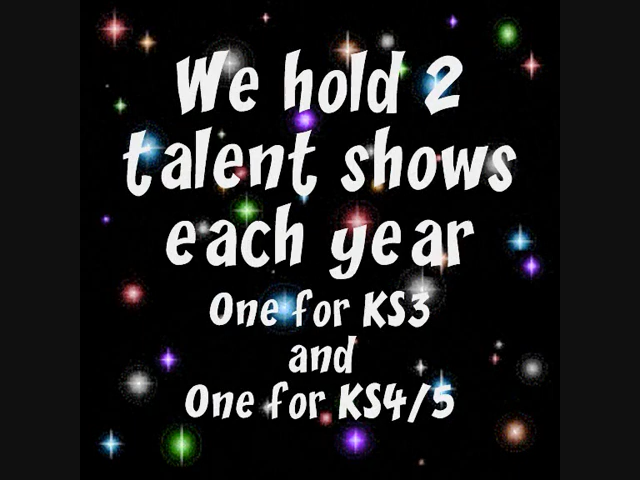 We hold 2
talent shows
each year
One for KS3
and
One for KS4/5